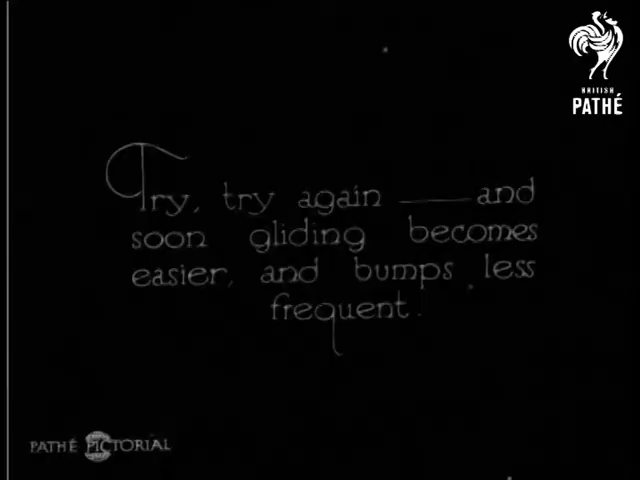 BRITISH
PATHÉ
Try, try again — and
soon gliding becomes
easier, and bumps less
frequent.
PATHÉ PICTORIAL